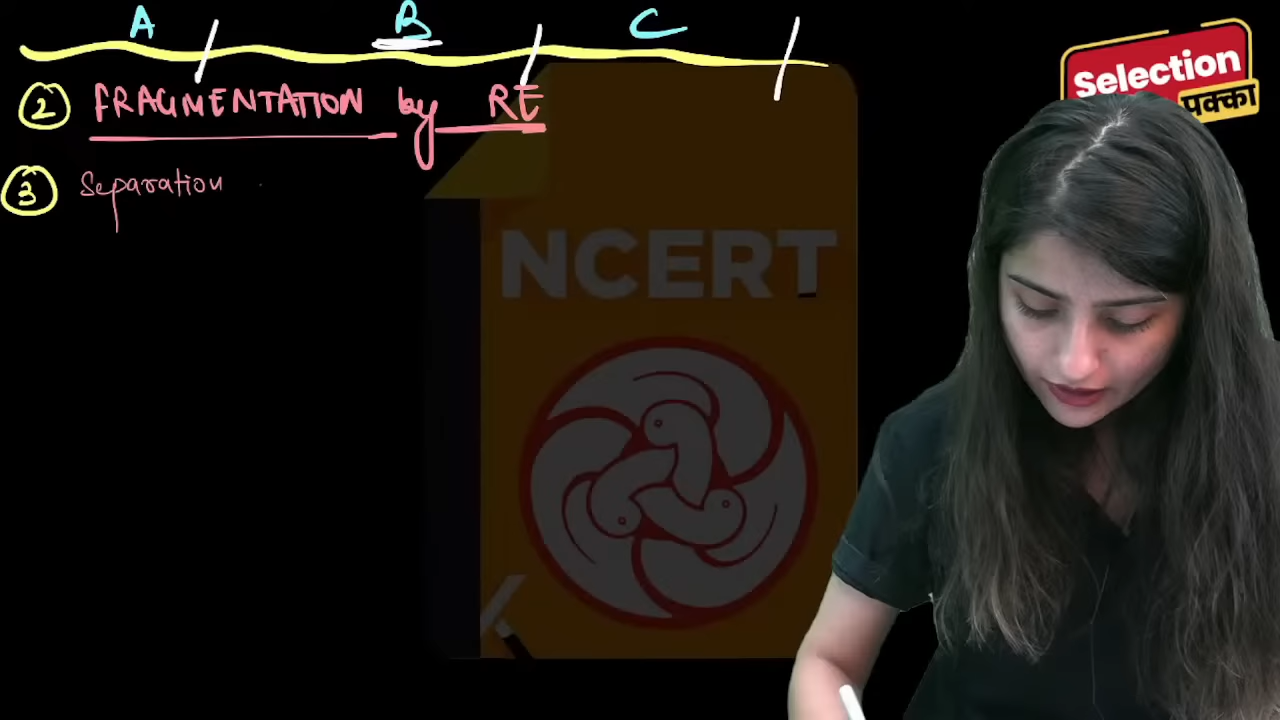 A B C
Selection
पक्का
2 FRAGMENTATION by RE
3 Separation
NCERT